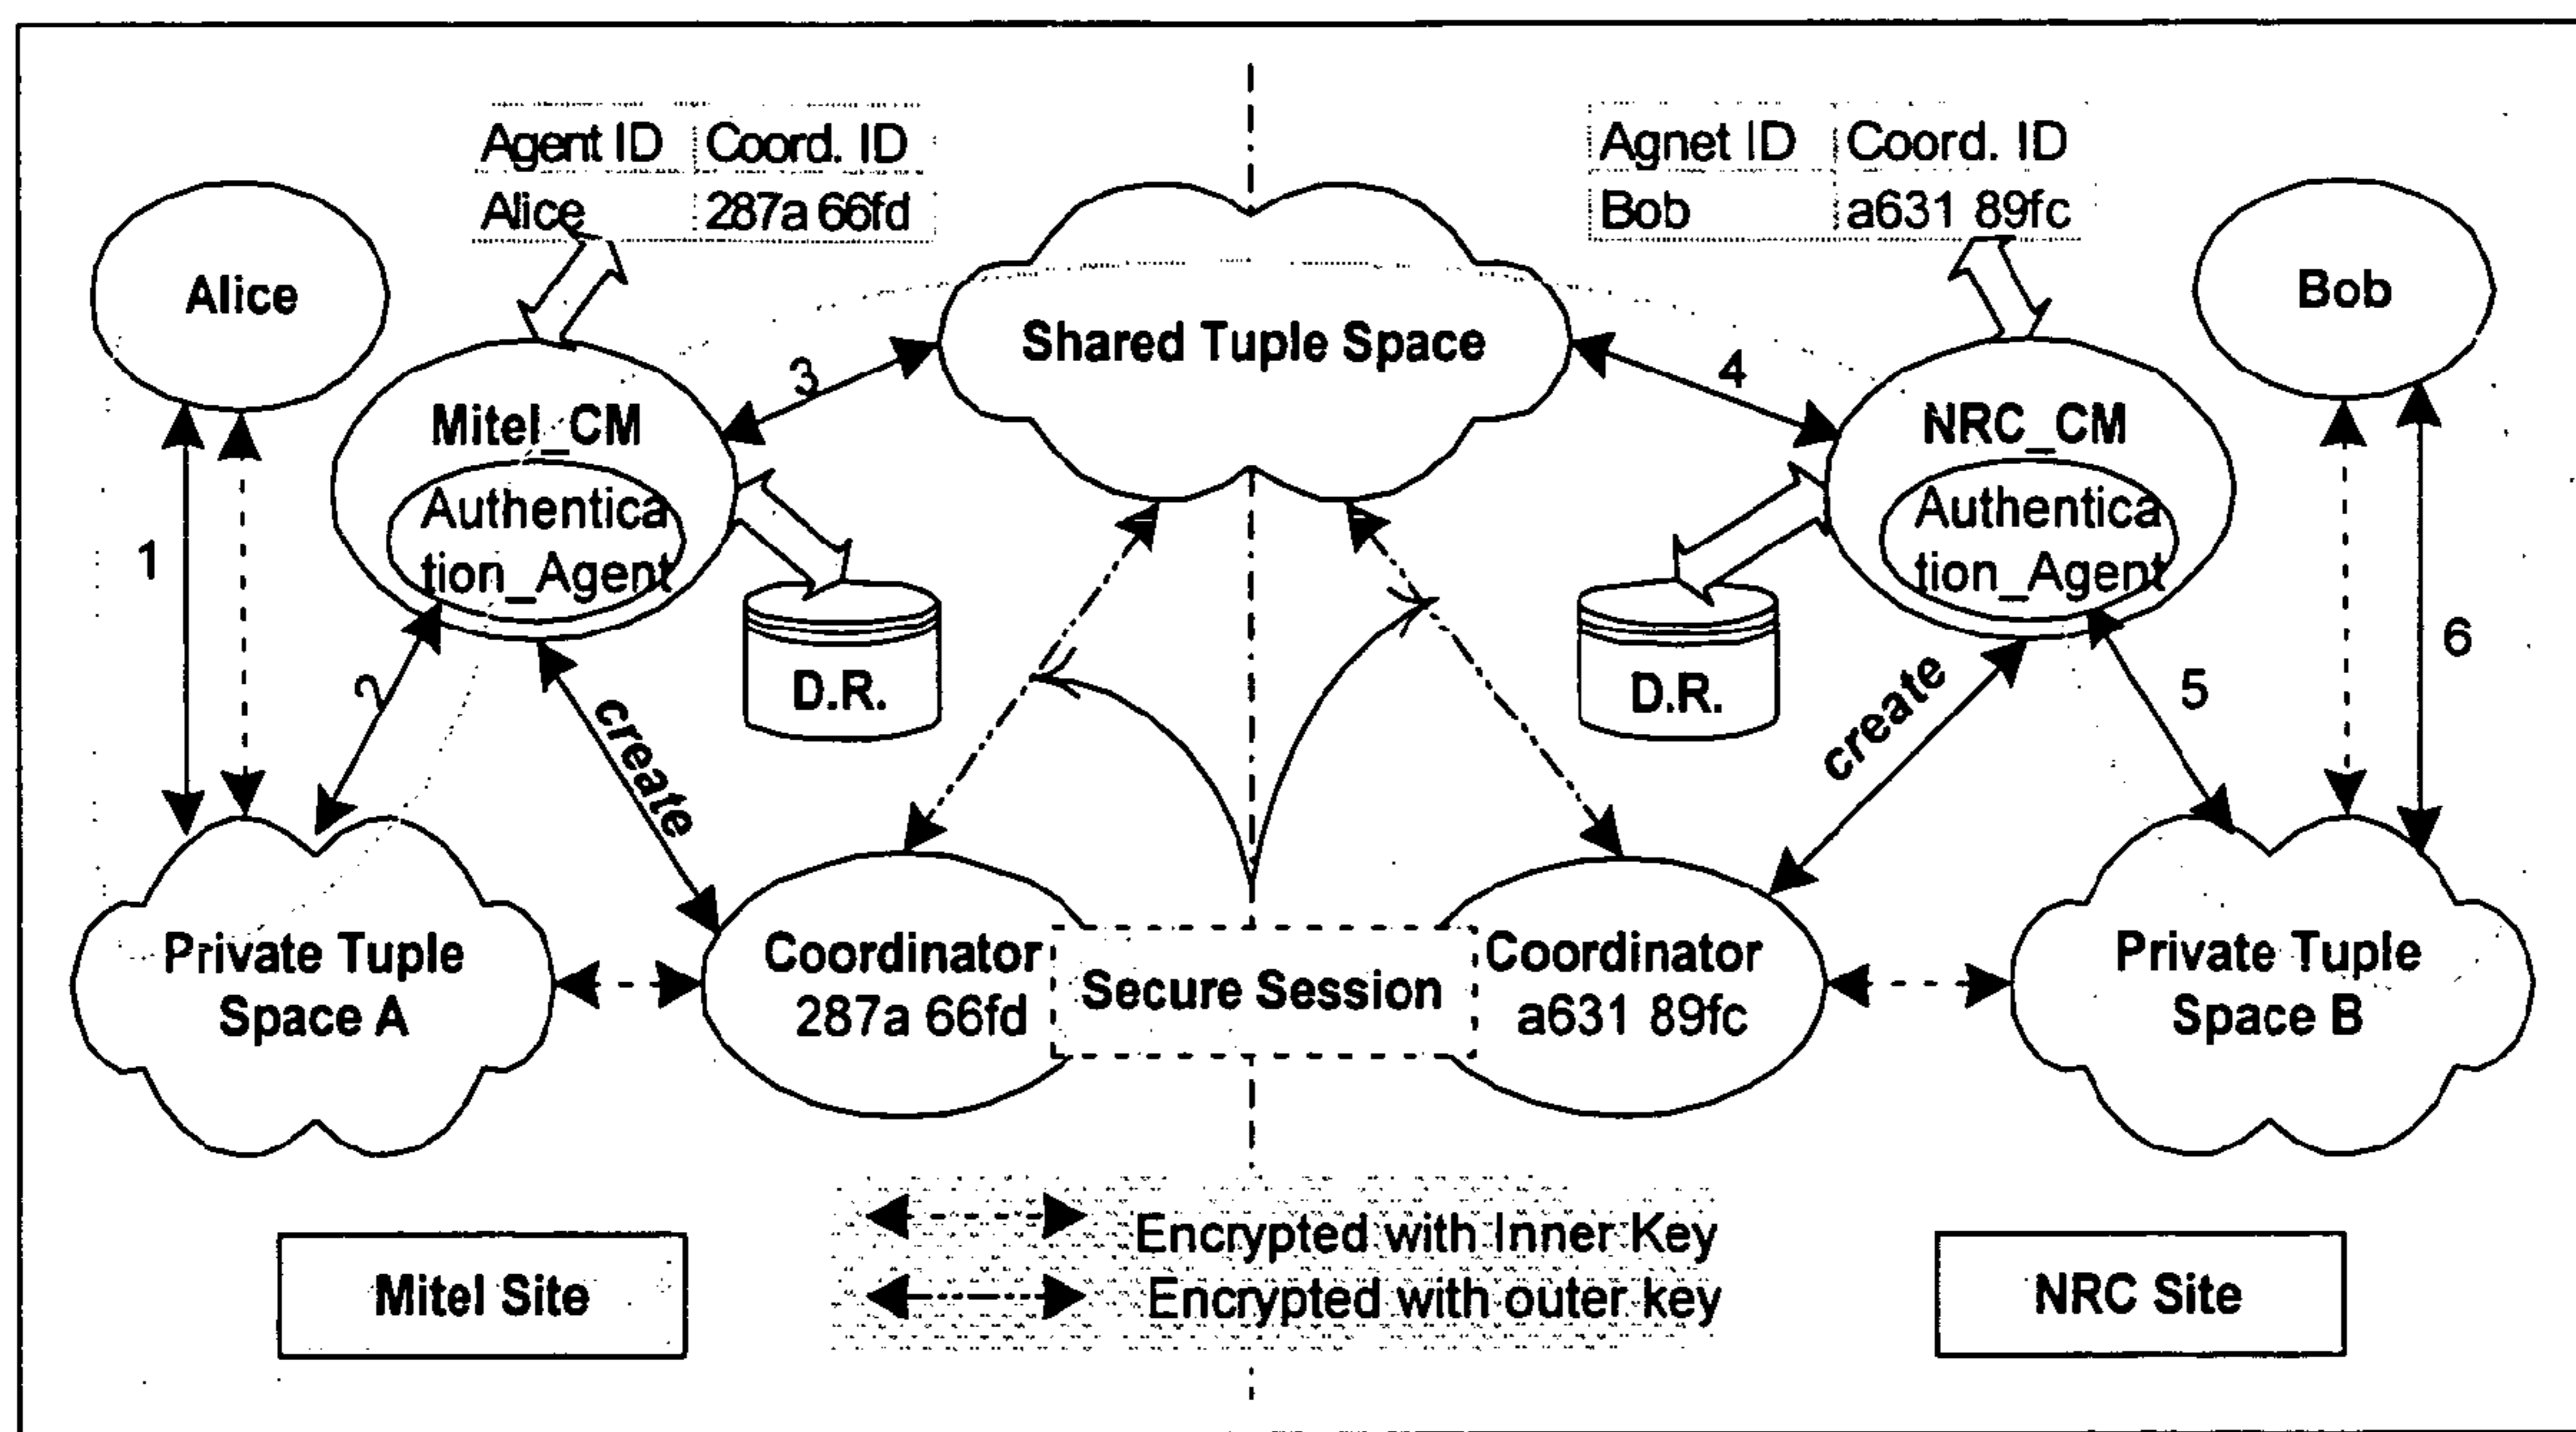 Agent ID Coord. ID
Alice 287a 66fd
Agnet ID Coord. ID
Bob a631 89fc
Alice
Bob
Shared Tuple Space
3
4
Mitel_CM
Authentica
tion_Agent
NRC_CM
Authentica
tion_Agent
1
2
D.R.
D.R.
5
6
create
create
Private Tuple
Space A
Coordinator
287a 66fd
Secure Session
Coordinator
a631 89fc
Private Tuple
Space B
Encrypted with Inner Key
Encrypted with outer key
Mitel Site
NRC Site